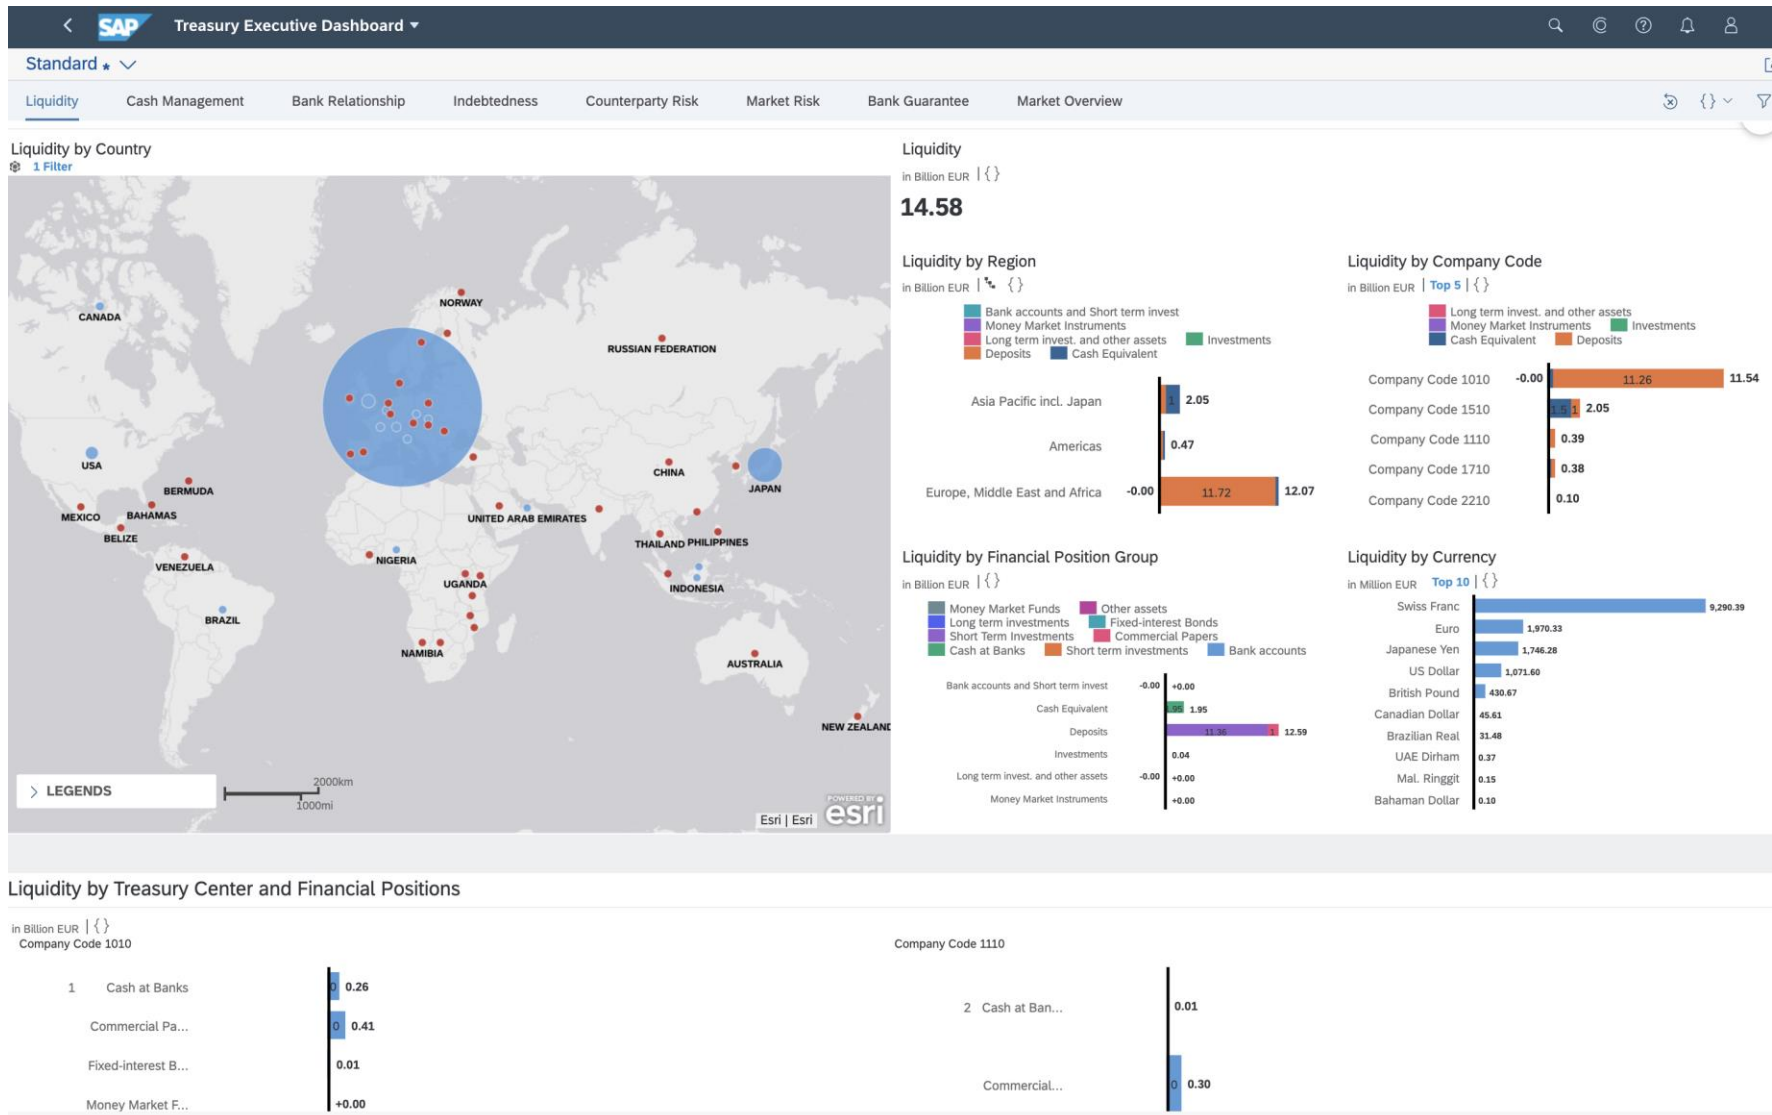 SAP Treasury Executive Dashboard
Standard *
Liquidity Cash Management Bank Relationship Indebtedness Counterparty Risk Market Risk Bank Guarantee Market Overview
{ }
Liquidity by Country
1 Filter
CANADA
NORWAY
RUSSIAN FEDERATION
USA
BERMUDA
MEXICO
BAHAMAS
BELIZE
VENEZUELA
BRAZIL
CHINA
JAPAN
UNITED ARAB EMIRATES
THAILAND
PHILIPPINES
NIGERIA
UGANDA
INDONESIA
NAMIBIA
AUSTRALIA
NEW ZEALAND
LEGENDS
2000km
1000mi
Esri | Esri
POWERED BY
esri
Liquidity
in Billion EUR | { }
14.58
Liquidity by Region
in Billion EUR | { }
Bank accounts and Short term invest
Money Market Instruments
Long term invest. and other assets Investments
Deposits Cash Equivalent
Asia Pacific incl. Japan 1 2.05
Americas 0.47
Europe, Middle East and Africa -0.00 11.72 12.07
Liquidity by Company Code
in Billion EUR | Top 5 | { }
Long term invest. and other assets
Money Market Instruments Investments
Cash Equivalent Deposits
Company Code 1010 -0.00 11.26 11.54
Company Code 1510 1.5 1 2.05
Company Code 1110 0.39
Company Code 1710 0.38
Company Code 2210 0.10
Liquidity by Financial Position Group
in Billion EUR | { }
Money Market Funds Other assets
Long term investments Fixed-interest Bonds
Short Term Investments Commercial Papers
Cash at Banks Short term investments Bank accounts
Bank accounts and Short term invest -0.00 +0.00
Cash Equivalent 1.95
Deposits 11.36 1 12.59
Investments 0.04
Long term invest. and other assets -0.00 +0.00
Money Market Instruments +0.00
Liquidity by Currency
in Million EUR Top 10 | { }
Swiss Franc 9,290.39
Euro 1,970.33
Japanese Yen 1,746.28
US Dollar 1,071.60
British Pound 430.67
Canadian Dollar 45.61
Brazilian Real 31.48
UAE Dirham 0.37
Mal. Ringgit 0.15
Bahaman Dollar 0.10
Liquidity by Treasury Center and Financial Positions
in Billion EUR | { }
Company Code 1010
1 Cash at Banks 0 0.26
Commercial Pa... 0 0.41
Fixed-interest B... 0.01
Money Market F... +0.00
Company Code 1110
2 Cash at Ban... 0.01
Commercial... 0 0.30